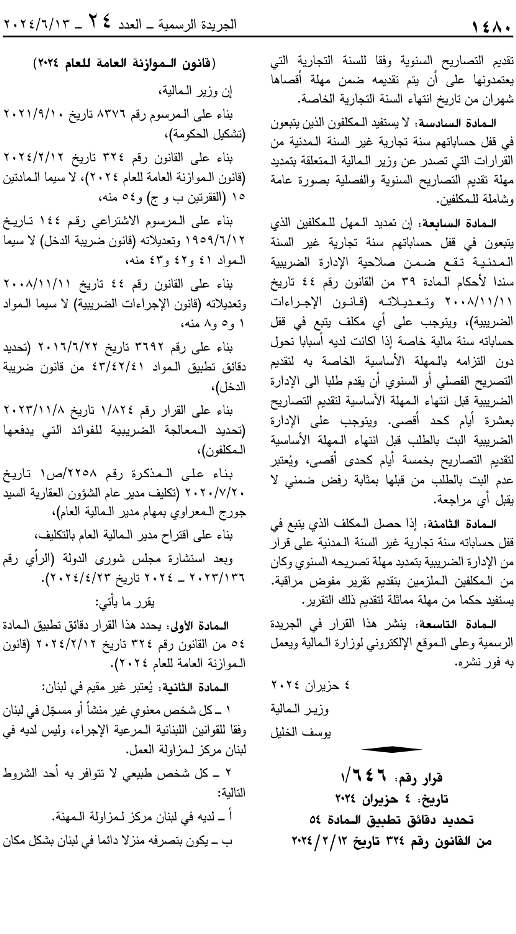 ١٤٨٠
الجريدة الرسمية – العدد ٢٤ – ٢٠٢٤/٦/١٣
تقديم التصاريح السنوية وفقا للسنة التجارية التي
يعتمدونها على أن يتم تقديمه ضمن مهلة أقصاها
شهران من تاريخ انتهاء السنة التجارية الخاصة.
المادة السادسة: لا يستفيد المكلفون الذين يتبعون
في قفل حساباتهم سنة تجارية غير السنة المدنية من
القرارات التي تصدر عن وزير المالية المتعلقة بتمديد
مهلة تقديم التصاريح السنوية والفصلية بصورة عامة
وشاملة للمكلفين.
المادة السابعة: إن تمديد المهل للمكلفين الذي
يتبعون في قفل حساباتهم سنة تجارية غير السنة
المدنية تقع ضمن صلاحية الإدارة الضريبية
سندا لأحكام المادة ٣٩ من القانون رقم ٤٤ تاريخ
٢٠٠٨/١١/١١ وتعديلاته (قانون الإجراءات
الضريبية)، ويتوجب على أي مكلف يتبع في قفل
حساباته سنة مالية خاصة إذا اكانت لديه أسبابا تحول
دون التزامه بالمهلة الأساسية الخاصة به لتقديم
التصريح الفصلي أو السنوي أن يقدم طلبا الى الإدارة
الضريبية قبل انتهاء المهلة الأساسية لتقديم التصاريح
بعشرة أيام كحد أقصى. ويتوجب على الإدارة
الضريبية البت بالطلب قبل انتهاء المهلة الأساسية
لتقديم التصاريح بخمسة أيام كحدى أقصى، ويُعتبر
عدم البت بالطلب من قبلها بمثابة رفض ضمني لا
يقبل أي مراجعة.
المادة الثامنة: إذا حصل المكلف الذي يتبع في
قفل حساباته سنة تجارية غير السنة المدنية على قرار
من الإدارة الضريبية بتمديد مهلة تصريحه السنوي وكان
من المكلفين الملزمين بتقديم تقرير مفوض مراقبة.
يستفيد حكما من مهلة مماثلة لتقديم ذلك التقرير.
المادة التاسعة: ينشر هذا القرار في الجريدة
الرسمية وعلى الموقع الإلكتروني لوزارة المالية ويعمل
به فور نشره.
٤ حزيران ٢٠٢٤
وزير المالية
يوسف الخليل
قرار رقم: ١/٦٤٦
تاريخ: ٤ حزيران ٢٠٢٤
تحديد دقائق تطبيق المادة ٥٤
من القانون رقم ٣٢٤ تاريخ ٢٠٢٤/٢/١٢
(قانون الموازنة العامة للعام ٢٠٢٤)
إن وزير المالية،
بناء على المرسوم رقم ٨٣٧٦ تاريخ ٢٠٢١/٩/١٠
(تشكيل الحكومة)،
بناء على القانون رقم ٣٢٤ تاريخ ٢٠٢٤/٢/١٢
(قانون الموازنة العامة للعام ٢٠٢٤)، لا سيما المادتين
١٥ (الفقرتين ب و ج) و٥٤ منه،
بناء على المرسوم الاشتراعي رقم ١٤٤ تاريخ
١٩٥٩/٦/١٢ وتعديلاته (قانون ضريبة الدخل) لا سيما
المواد ٤١ و٤٢ و٤٣ منه،
بناء على القانون رقم ٤٤ تاريخ ٢٠٠٨/١١/١١
وتعديلاته (قانون الإجراءات الضريبية) لا سيما المواد
١ و٥ و٨ منه،
بناء على رقم ٣٦٩٢ تاريخ ٢٠١٦/٦/٢٢ (تحديد
دقائق تطبيق المواد ٤٣/٤٢/٤١ من قانون ضريبة
الدخل)،
بناء على القرار رقم ١/٨٢٤ تاريخ ٢٠٢٣/١١/٨
(تحديد المعالجة الضريبية للفوائد التي يدفعها
المكلفون)،
بناء على المذكرة رقم ٢٢٥٨/ص١ تاريخ
٢٠٢٠/٧/٢٠ (تكليف مدير عام الشؤون العقارية السيد
جورج المعراوي بمهام مدير المالية العام)،
بناء على اقتراح مدير المالية العام بالتكليف،
وبعد استشارة مجلس شورى الدولة (الرأي رقم
٢٠٢٣/١٣٦ – ٢٠٢٤ تاريخ ٢٠٢٤/٤/٢٣).
يقرر ما يأتي:
المادة الأولى: يحدد هذا القرار دقائق تطبيق المادة
٥٤ من القانون رقم ٣٢٤ تاريخ ٢٠٢٤/٢/١٢ (قانون
الموازنة العامة للعام ٢٠٢٤).
المادة الثانية: يُعتبر غير مقيم في لبنان:
١ – كل شخص معنوي غير منشأ أو مسجّل في لبنان
وفقا للقوانين اللبنانية المرعية الإجراء، وليس لديه في
لبنان مركز لمزاولة العمل.
٢ – كل شخص طبيعي لا تتوافر به أحد الشروط
التالية:
أ – لديه في لبنان مركز لمزاولة المهنة.
ب – يكون بتصرفه منزلا دائما في لبنان بشكل مكان